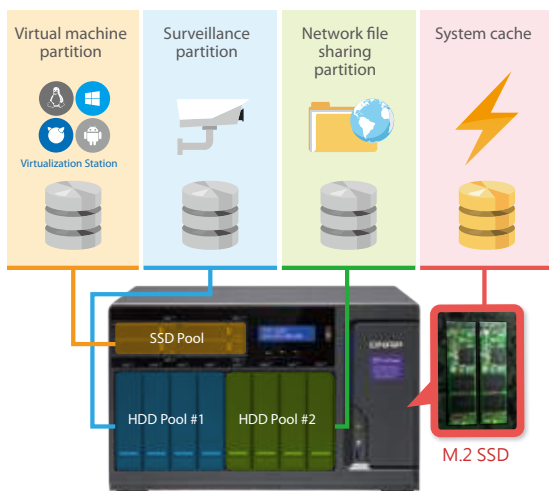 Virtual machine
partition
Surveillance
partition
Network file
sharing
partition
System cache
Virtualization Station
SSD Pool
QNAP
HDD Pool #1
HDD Pool #2
M.2 SSD